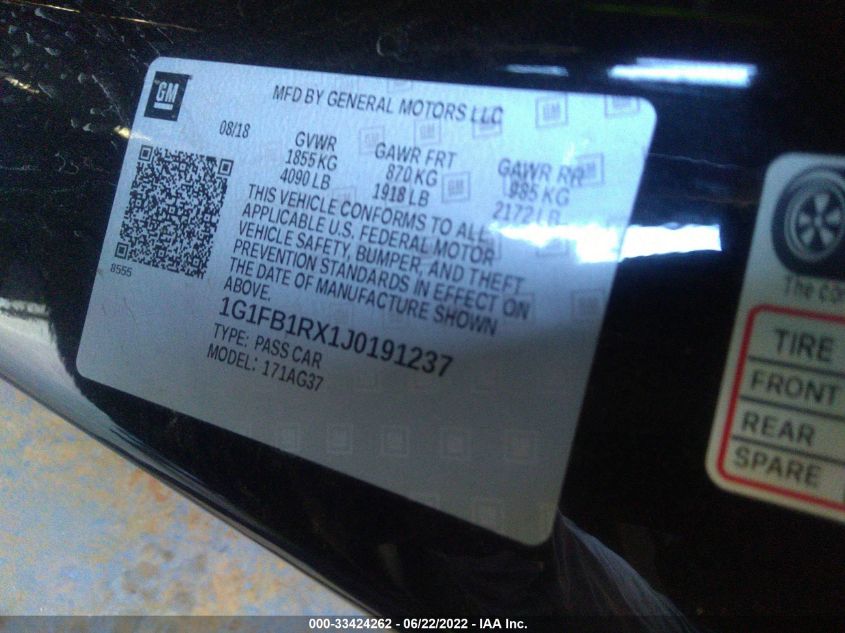 GM
MFD BY GENERAL MOTORS LLC
08/18
GVWR
1855 KG
4090 LB
GAWR FRT
870 KG
1918 LB
GAWR RR
985 KG
2172 LB
THIS VEHICLE CONFORMS TO ALL
APPLICABLE U.S. FEDERAL MOTOR
VEHICLE SAFETY, BUMPER, AND THEFT
PREVENTION STANDARDS IN EFFECT ON
THE DATE OF MANUFACTURE SHOWN
ABOVE.
8555
1G1FB1RX1J0191237
TYPE: PASS CAR
MODEL: 171AG37
The
TIRE
FRONT
REAR
SPARE
000-33424262 - 06/22/2022 - IAA Inc.